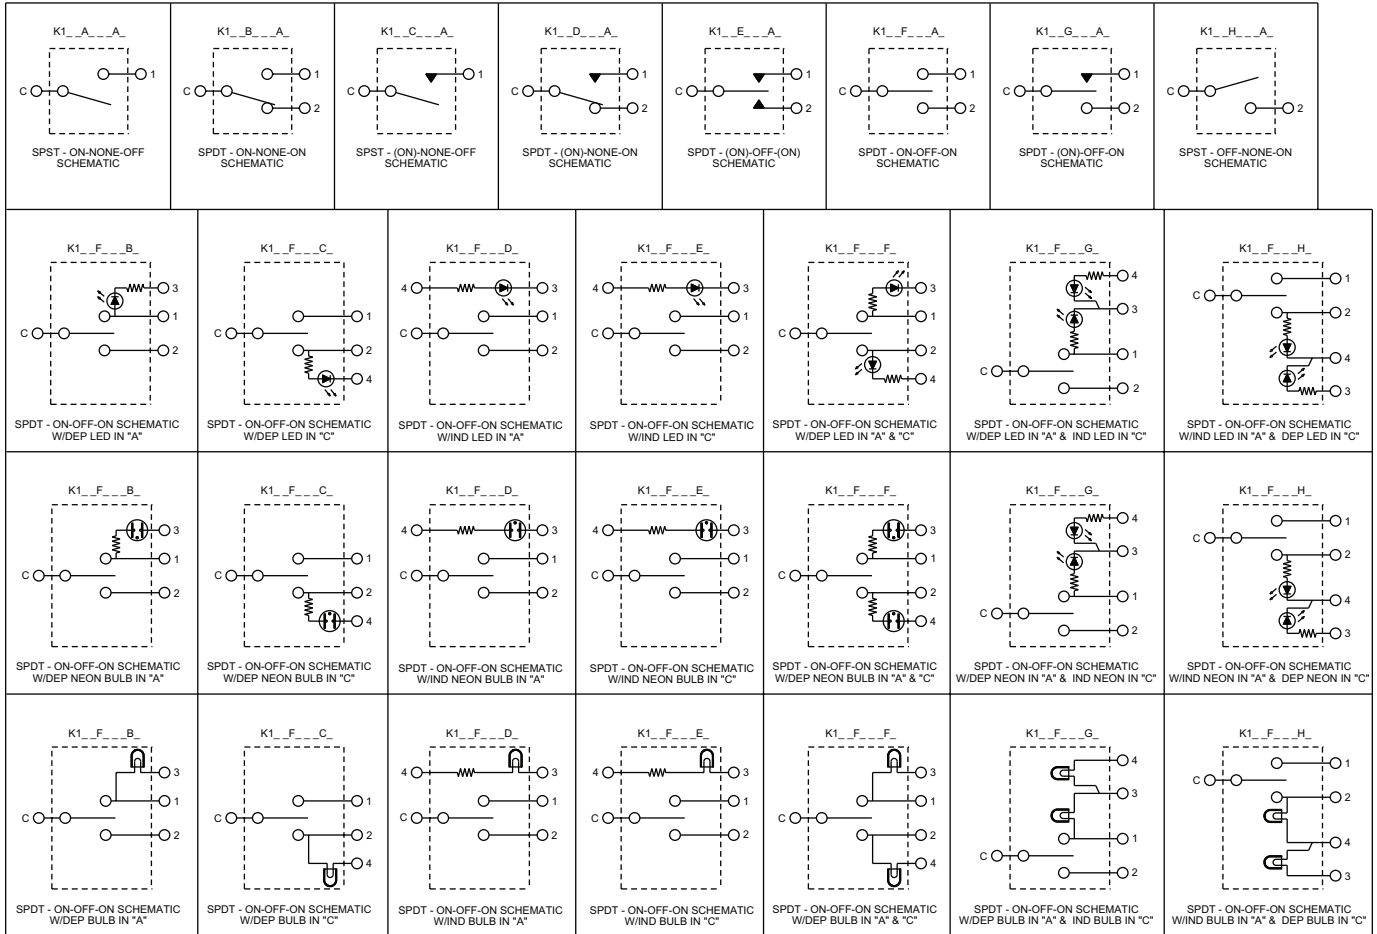 K1_ _A_ _ _A_
C
1
SPST - ON-NONE-OFF
SCHEMATIC
K1_ _B_ _ _A_
C
1
2
SPDT - ON-NONE-ON
SCHEMATIC
K1_ _C_ _ _A_
C
1
SPST - (ON)-NONE-OFF
SCHEMATIC
K1_ _D_ _ _A_
C
1
2
SPDT - (ON)-NONE-ON
SCHEMATIC
K1_ _E_ _ _A_
C
1
2
SPDT - (ON)-OFF-(ON)
SCHEMATIC
K1_ _F_ _ _A_
C
1
2
SPDT - ON-OFF-ON
SCHEMATIC
K1_ _G_ _ _A_
C
1
2
SPDT - (ON)-OFF-ON
SCHEMATIC
K1_ _H_ _ _A_
C
2
SPST - OFF-NONE-ON
SCHEMATIC
K1_ _F_ _ _B_
3
1
C
2
SPDT - ON-OFF-ON SCHEMATIC
W/DEP LED IN "A"
K1_ _F_ _ _C_
1
C
2
4
SPDT - ON-OFF-ON SCHEMATIC
W/DEP LED IN "C"
K1_ _F_ _ _D_
4
3
1
C
2
SPDT - ON-OFF-ON SCHEMATIC
W/IND LED IN "A"
K1_ _F_ _ _E_
4
3
1
C
2
SPDT - ON-OFF-ON SCHEMATIC
W/IND LED IN "C"
K1_ _F_ _ _F_
3
1
C
2
4
SPDT - ON-OFF-ON SCHEMATIC
W/DEP LED IN "A" & "C"
K1_ _F_ _ _G_
4
3
1
C
2
SPDT - ON-OFF-ON SCHEMATIC
W/DEP LED IN "A" & IND LED IN "C"
K1_ _F_ _ _H_
1
C
2
4
3
SPDT - ON-OFF-ON SCHEMATIC
W/IND LED IN "A" & DEP LED IN "C"
K1_ _F_ _ _B_
3
1
C
2
SPDT - ON-OFF-ON SCHEMATIC
W/DEP NEON BULB IN "A"
K1_ _F_ _ _C_
1
C
2
4
SPDT - ON-OFF-ON SCHEMATIC
W/DEP NEON BULB IN "C"
K1_ _F_ _ _D_
4
3
1
C
2
SPDT - ON-OFF-ON SCHEMATIC
W/IND NEON BULB IN "A"
K1_ _F_ _ _E_
4
3
1
C
2
SPDT - ON-OFF-ON SCHEMATIC
W/IND NEON BULB IN "C"
K1_ _F_ _ _F_
3
1
C
2
4
SPDT - ON-OFF-ON SCHEMATIC
W/DEP NEON BULB IN "A" & "C"
K1_ _F_ _ _G_
4
3
1
C
2
SPDT - ON-OFF-ON SCHEMATIC
W/DEP NEON IN "A" & IND NEON IN "C"
K1_ _F_ _ _H_
1
C
2
4
3
SPDT - ON-OFF-ON SCHEMATIC
W/IND NEON IN "A" & DEP NEON IN "C"
K1_ _F_ _ _B_
3
1
C
2
SPDT - ON-OFF-ON SCHEMATIC
W/DEP BULB IN "A"
K1_ _F_ _ _C_
1
C
2
4
SPDT - ON-OFF-ON SCHEMATIC
W/DEP BULB IN "C"
K1_ _F_ _ _D_
4
3
1
C
2
SPDT - ON-OFF-ON SCHEMATIC
W/IND BULB IN "A"
K1_ _F_ _ _E_
4
3
1
C
2
SPDT - ON-OFF-ON SCHEMATIC
W/IND BULB IN "C"
K1_ _F_ _ _F_
3
1
C
2
4
SPDT - ON-OFF-ON SCHEMATIC
W/DEP BULB IN "A" & "C"
K1_ _F_ _ _G_
4
3
1
C
2
SPDT - ON-OFF-ON SCHEMATIC
W/DEP BULB IN "A" & IND BULB IN "C"
K1_ _F_ _ _H_
1
C
2
4
3
SPDT - ON-OFF-ON SCHEMATIC
W/IND BULB IN "A" & DEP BULB IN "C"